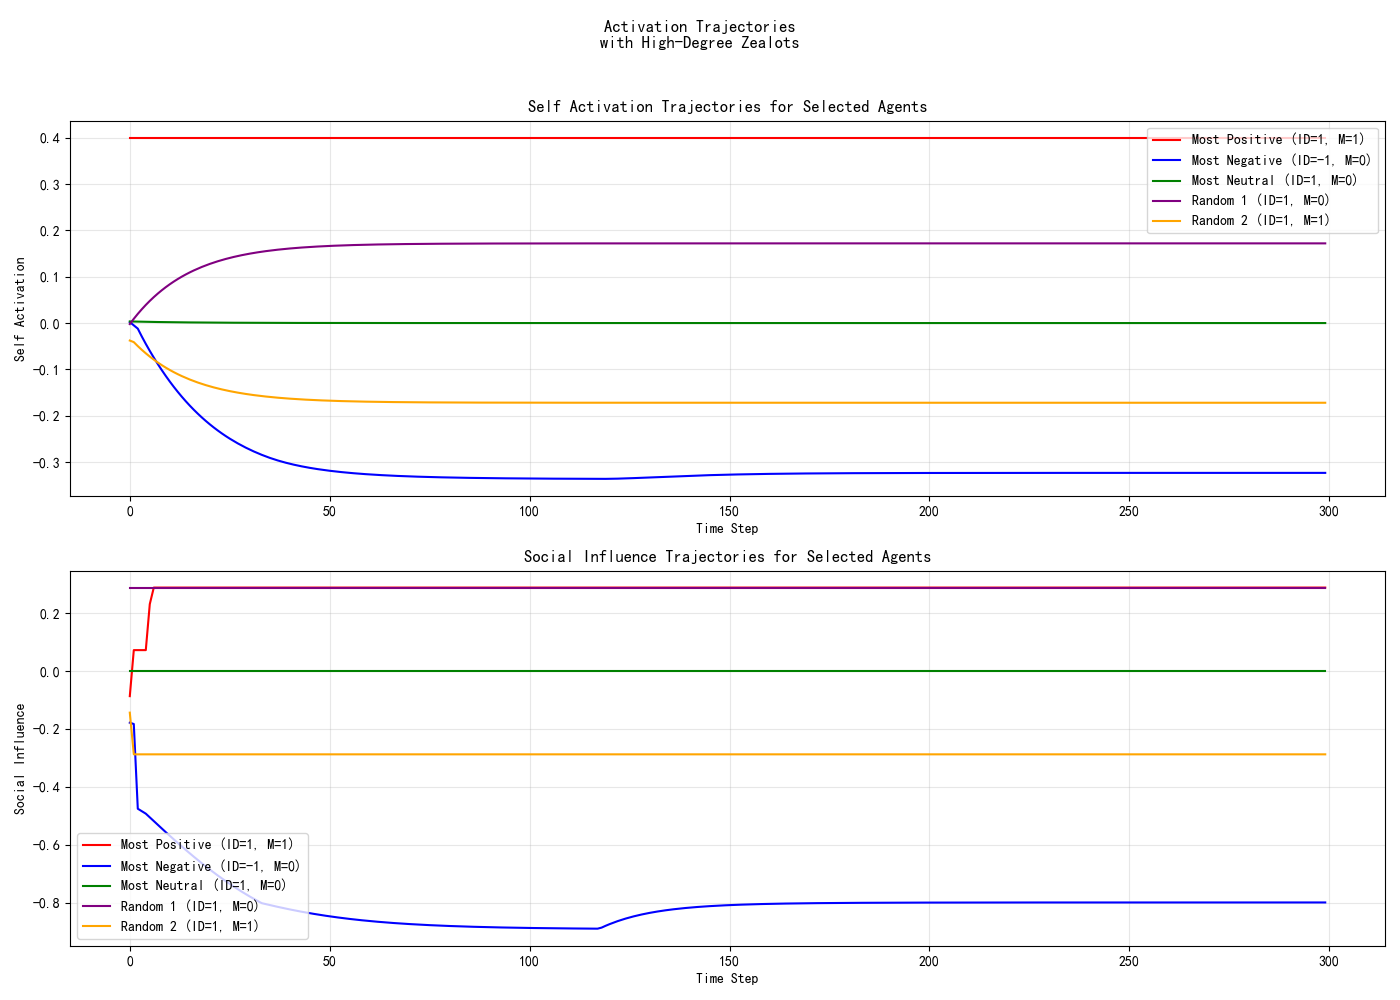 Activation Trajectories
with High-Degree Zealots
Self Activation Trajectories for Selected Agents
Self Activation
0.4
0.3
0.2
0.1
0.0
−0.1
−0.2
−0.3
Most Positive (ID=1, M=1)
Most Negative (ID=-1, M=0)
Most Neutral (ID=1, M=0)
Random 1 (ID=1, M=0)
Random 2 (ID=1, M=1)
0 50 100 150 200 250 300
Time Step
Social Influence Trajectories for Selected Agents
Social Influence
0.2
0.0
−0.2
−0.4
−0.6
−0.8
Most Positive (ID=1, M=1)
Most Negative (ID=-1, M=0)
Most Neutral (ID=1, M=0)
Random 1 (ID=1, M=0)
Random 2 (ID=1, M=1)
0 50 100 150 200 250 300
Time Step